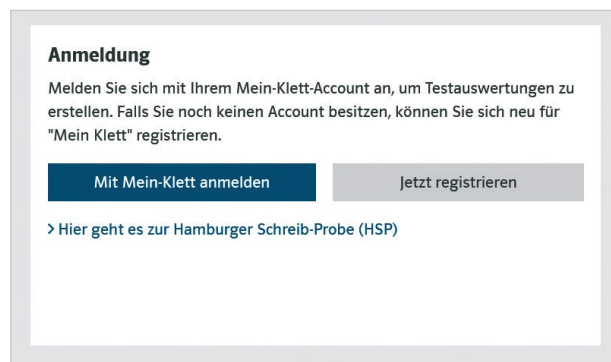 Anmeldung
Melden Sie sich mit Ihrem Mein-Klett-Account an, um Testauswertungen zu
erstellen. Falls Sie noch keinen Account besitzen, können Sie sich neu für
"Mein Klett" registrieren.
Mit Mein-Klett anmelden
Jetzt registrieren
> Hier geht es zur Hamburger Schreib-Probe (HSP)